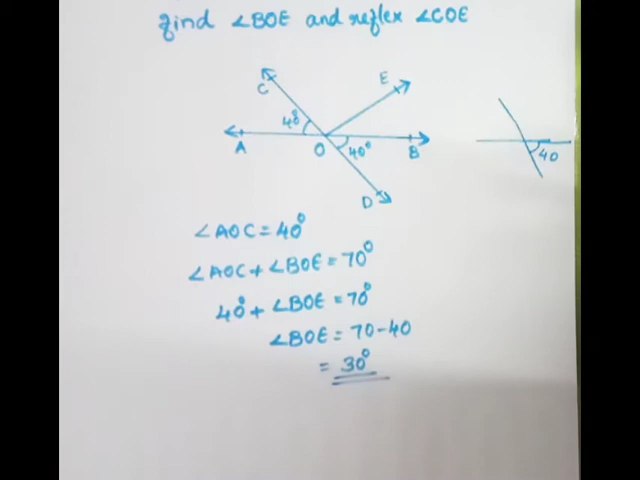 find ∠BOE and reflex ∠COE
C
E
40°
A
O
40°
B
D
40
∠AOC = 40°
∠AOC + ∠BOE = 70°
40° + ∠BOE = 70°
∠BOE = 70 - 40
= 30°